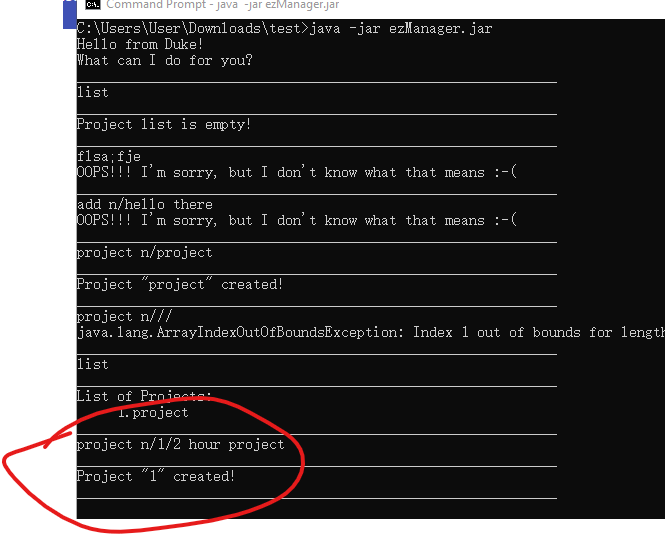 Command Prompt - java -jar ezManager.jar
C:\Users\User\Downloads\test>java -jar ezManager.jar
Hello from Duke!
What can I do for you?
list
Project list is empty!
flsa;fje
OOPS!!! I'm sorry, but I don't know what that means :-(
add n/hello there
OOPS!!! I'm sorry, but I don't know what that means :-(
project n/project
Project "project" created!
project n///
java.lang.ArrayIndexOutOfBoundsException: Index 1 out of bounds for length
list
List of Projects:
1.project
project n/1/2 hour project
Project "1" created!